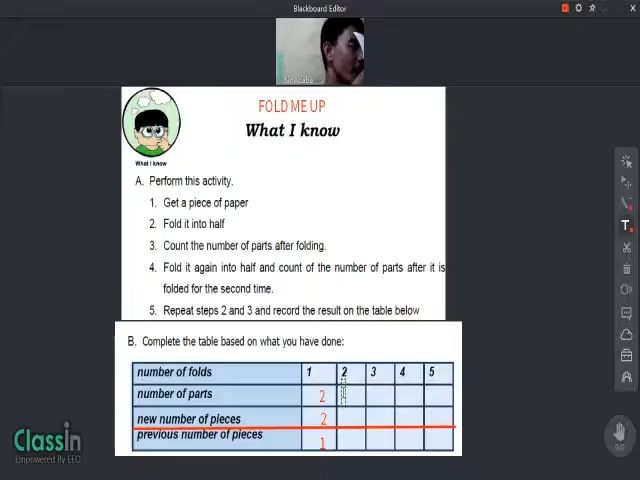 Blackboard Editor
Sir Apaba
FOLD ME UP
What I know
What I know
A. Perform this activity.
1. Get a piece of paper
2. Fold it into half
3. Count the number of parts after folding.
4. Fold it again into half and count of the number of parts after it is
folded for the second time.
5. Repeat steps 2 and 3 and record the result on the table below
B. Complete the table based on what you have done:
number of folds 1 2 3 4 5
number of parts 2
new number of pieces 2
previous number of pieces 1
ClassIn
Empowered By EEO
T
0/0